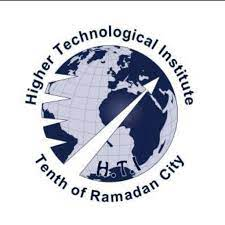 Higher Technological Institute
H.T.I
Tenth of Ramadan City